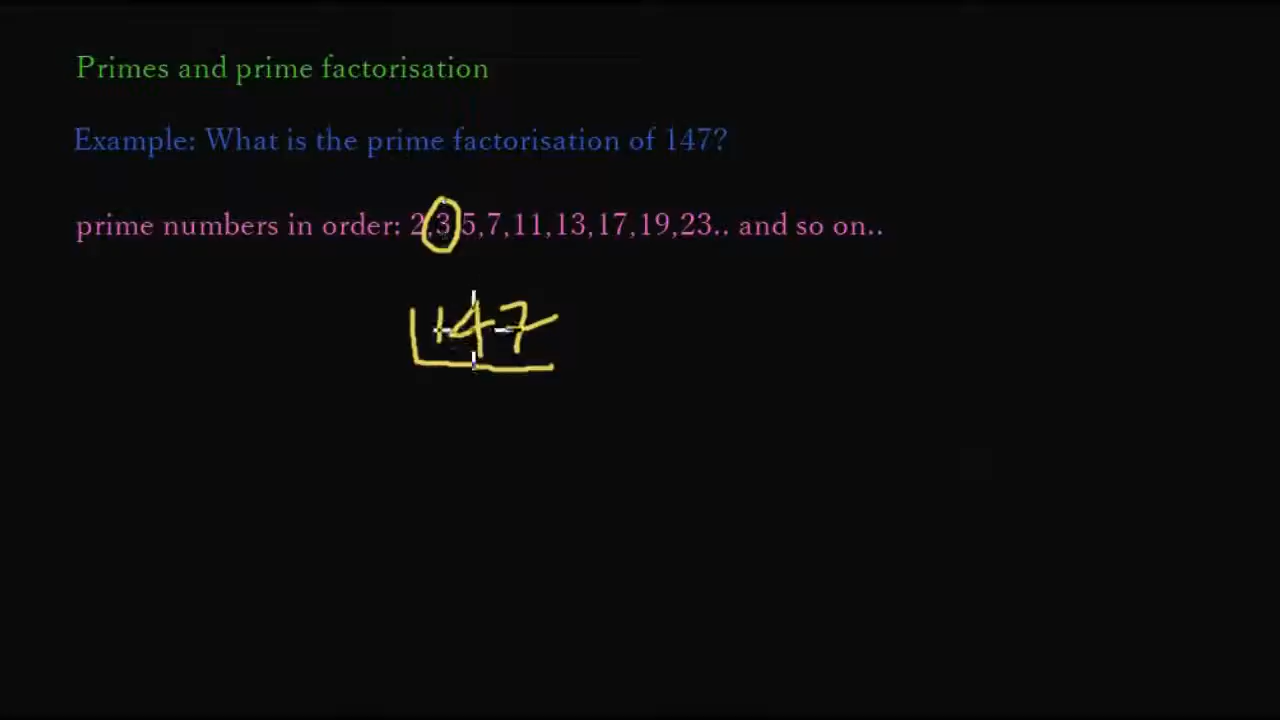 Primes and prime factorisation
Example: What is the prime factorisation of 147?
prime numbers in order: 2,3,5,7,11,13,17,19,23.. and so on..
147